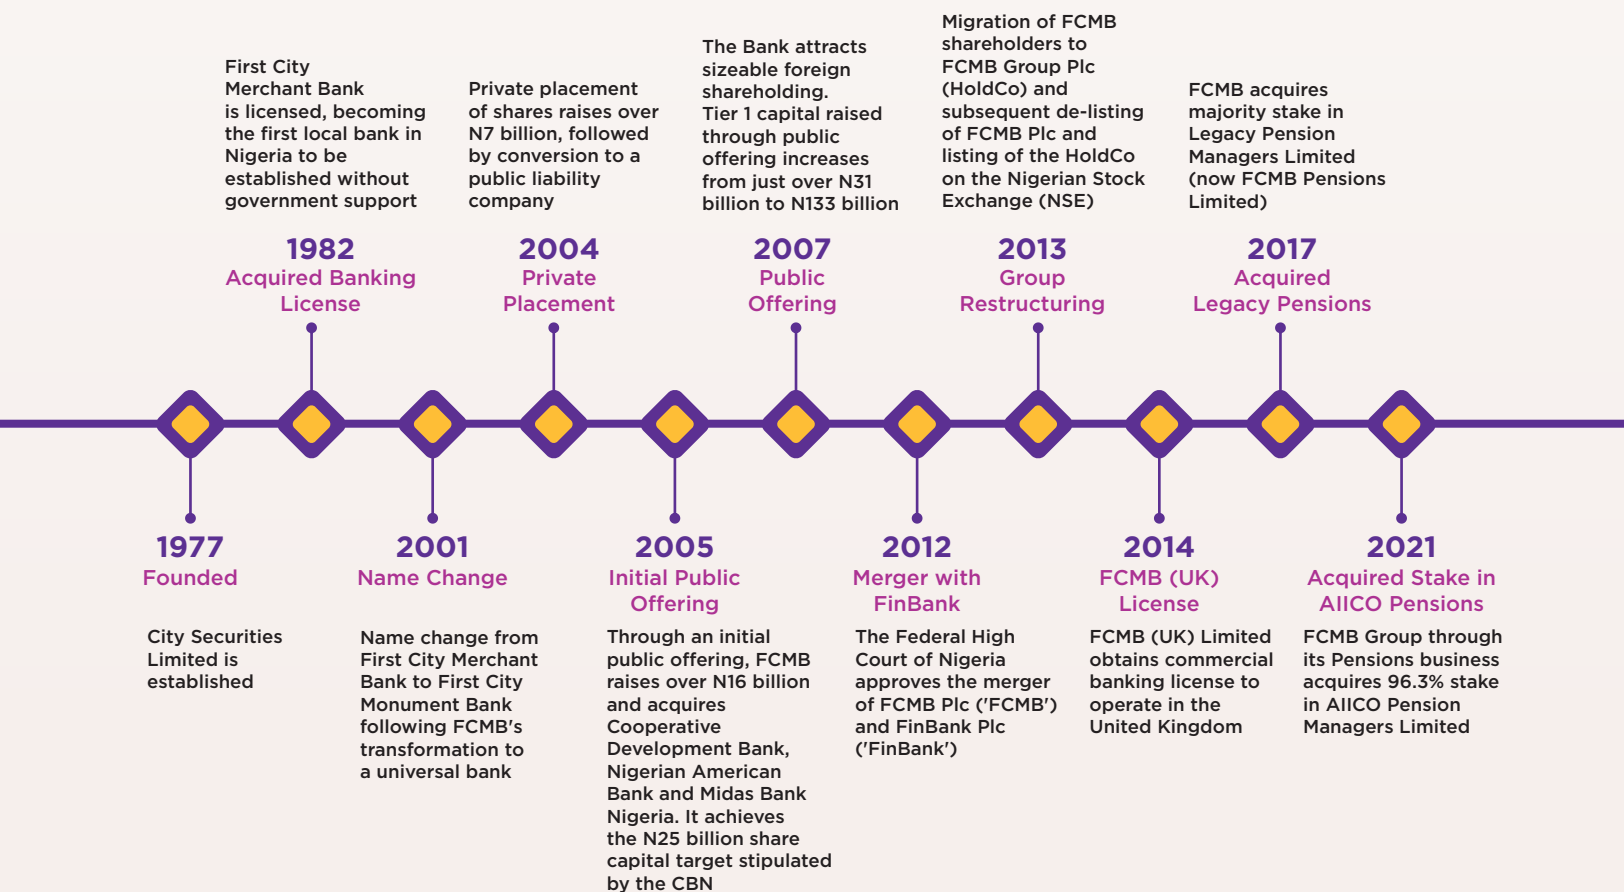 First City
Merchant Bank
is licensed, becoming
the first local bank in
Nigeria to be
established without
government support
1982
Acquired Banking
License
Private placement
of shares raises over
N7 billion, followed
by conversion to a
public liability
company
2004
Private
Placement
The Bank attracts
sizeable foreign
shareholding.
Tier 1 capital raised
through public
offering increases
from just over N31
billion to N133 billion
2007
Public
Offering
Migration of FCMB
shareholders to
FCMB Group Plc
(HoldCo) and
subsequent de-listing
of FCMB Plc and
listing of the HoldCo
on the Nigerian Stock
Exchange (NSE)
2013
Group
Restructuring
FCMB acquires
majority stake in
Legacy Pension
Managers Limited
(now FCMB Pensions
Limited)
2017
Acquired
Legacy Pensions
1977
Founded
City Securities
Limited is
established
2001
Name Change
Name change from
First City Merchant
Bank to First City
Monument Bank
following FCMB's
transformation to
a universal bank
2005
Initial Public
Offering
Through an initial
public offering, FCMB
raises over N16 billion
and acquires
Cooperative
Development Bank,
Nigerian American
Bank and Midas Bank
Nigeria. It achieves
the N25 billion share
capital target stipulated
by the CBN
2012
Merger with
FinBank
The Federal High
Court of Nigeria
approves the merger
of FCMB Plc ('FCMB')
and FinBank Plc
('FinBank')
2014
FCMB (UK)
License
FCMB (UK) Limited
obtains commercial
banking license to
operate in the
United Kingdom
2021
Acquired Stake in
AIICO Pensions
FCMB Group through
its Pensions business
acquires 96.3% stake
in AIICO Pension
Managers Limited